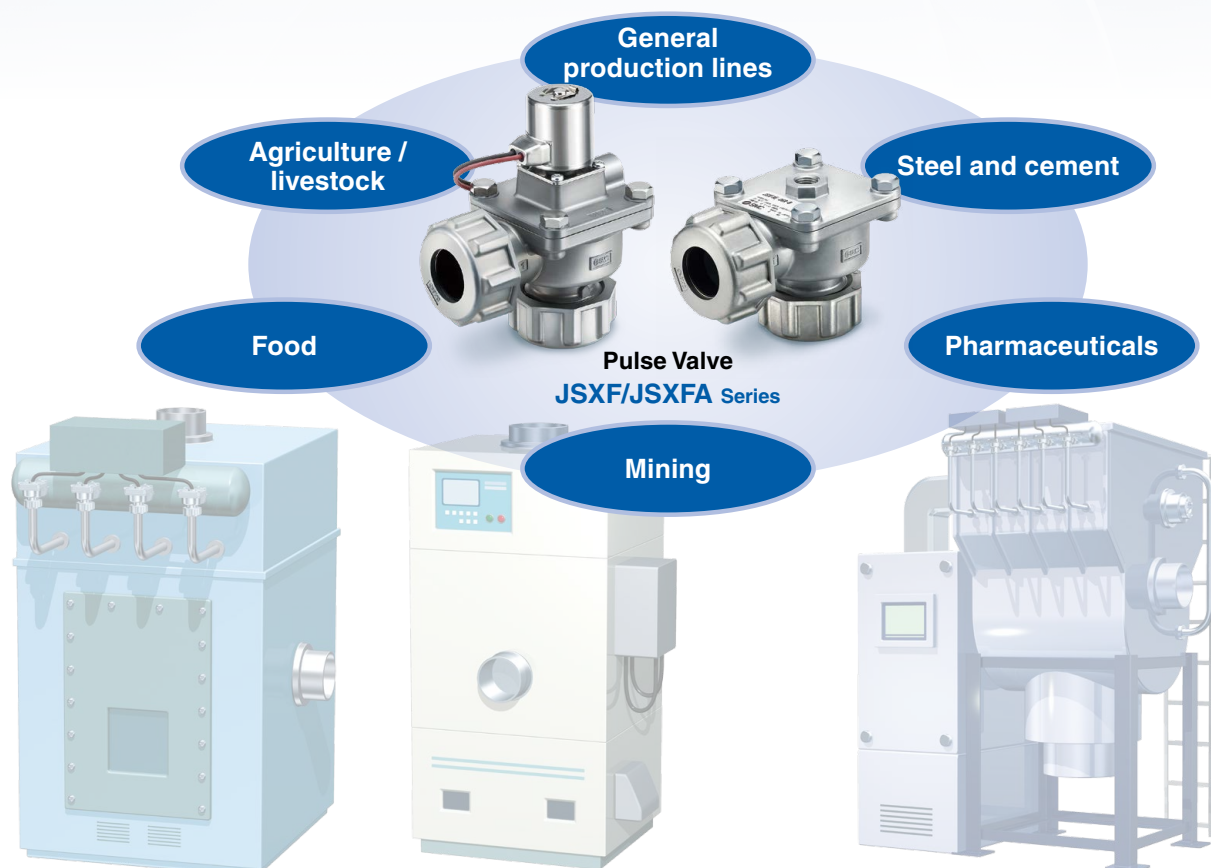 General
production lines
Agriculture /
livestock
Steel and cement
Food
Pharmaceuticals
Pulse Valve
JSXF/JSXFA Series
Mining